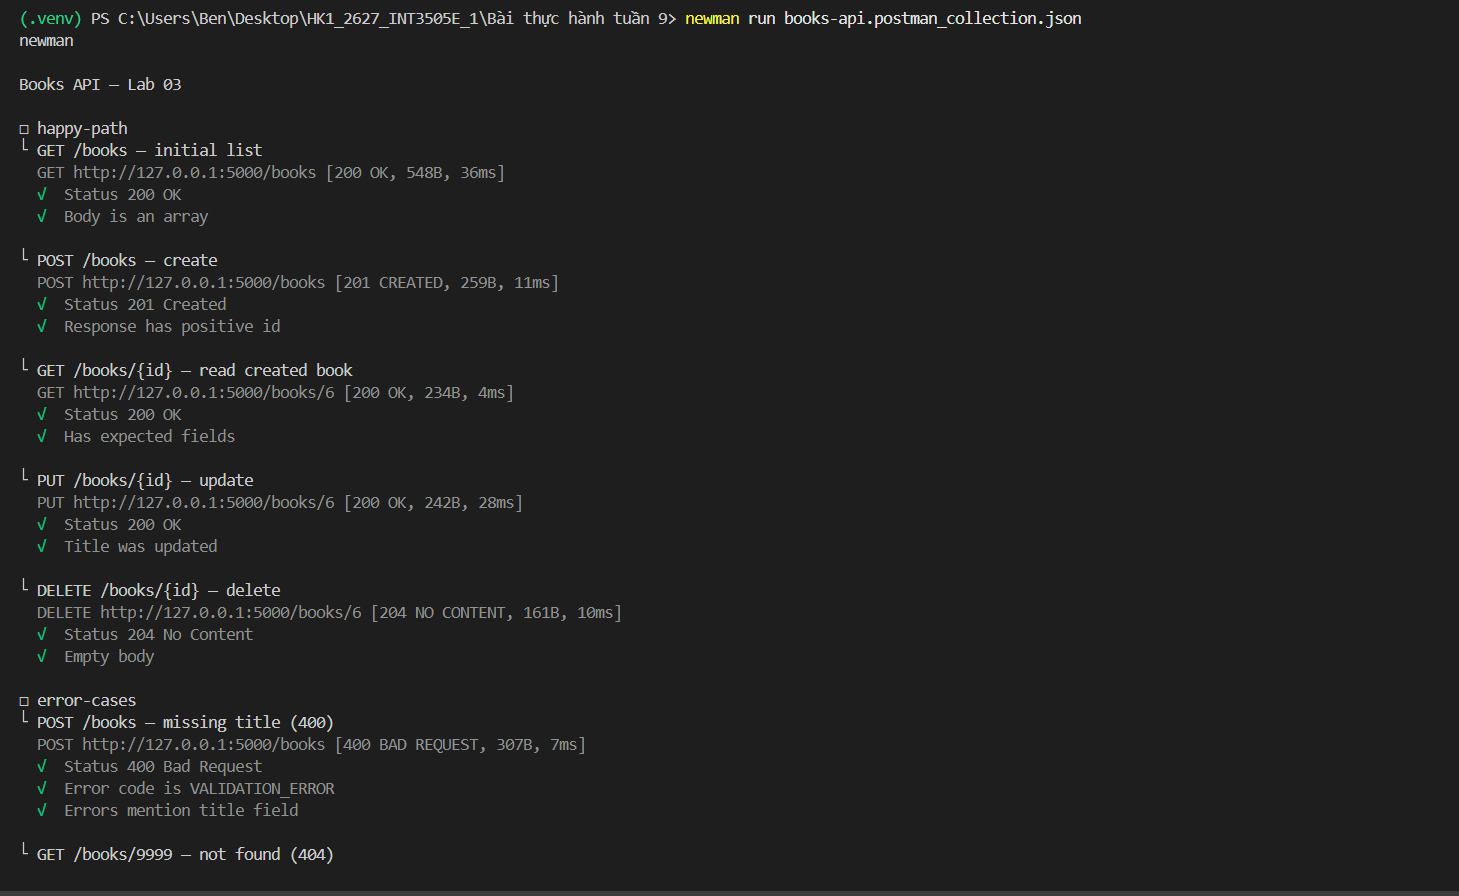 (.venv) PS C:\Users\Ben\Desktop\HK1_2627_INT3505E_1\Bài thực hành tuần 9> newman run books-api.postman_collection.json
newman
Books API — Lab 03
□ happy-path
└ GET /books — initial list
GET http://127.0.0.1:5000/books [200 OK, 548B, 36ms]
√ Status 200 OK
√ Body is an array
└ POST /books — create
POST http://127.0.0.1:5000/books [201 CREATED, 259B, 11ms]
√ Status 201 Created
√ Response has positive id
└ GET /books/{id} — read created book
GET http://127.0.0.1:5000/books/6 [200 OK, 234B, 4ms]
√ Status 200 OK
√ Has expected fields
└ PUT /books/{id} — update
PUT http://127.0.0.1:5000/books/6 [200 OK, 242B, 28ms]
√ Status 200 OK
√ Title was updated
└ DELETE /books/{id} — delete
DELETE http://127.0.0.1:5000/books/6 [204 NO CONTENT, 161B, 10ms]
√ Status 204 No Content
√ Empty body
□ error-cases
└ POST /books — missing title (400)
POST http://127.0.0.1:5000/books [400 BAD REQUEST, 307B, 7ms]
√ Status 400 Bad Request
√ Error code is VALIDATION_ERROR
√ Errors mention title field
└ GET /books/9999 — not found (404)